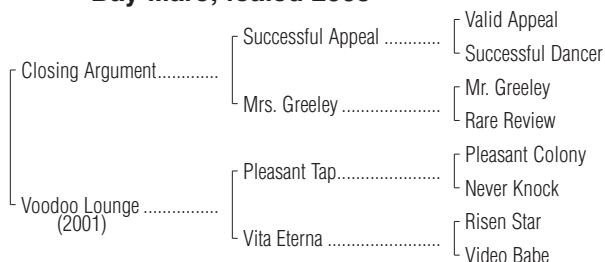 Bay Mare; foaled
Valid Appeal
Successful Appeal ............
Successful Dancer
Closing Argument.............
Mr. Greeley
Mrs. Greeley .....................
Rare Review
Pleasant Colony
Pleasant Tap......................
Never Knock
Voodoo Lounge ................
(2001)
Risen Star
Vita Eterna ........................
Video Babe